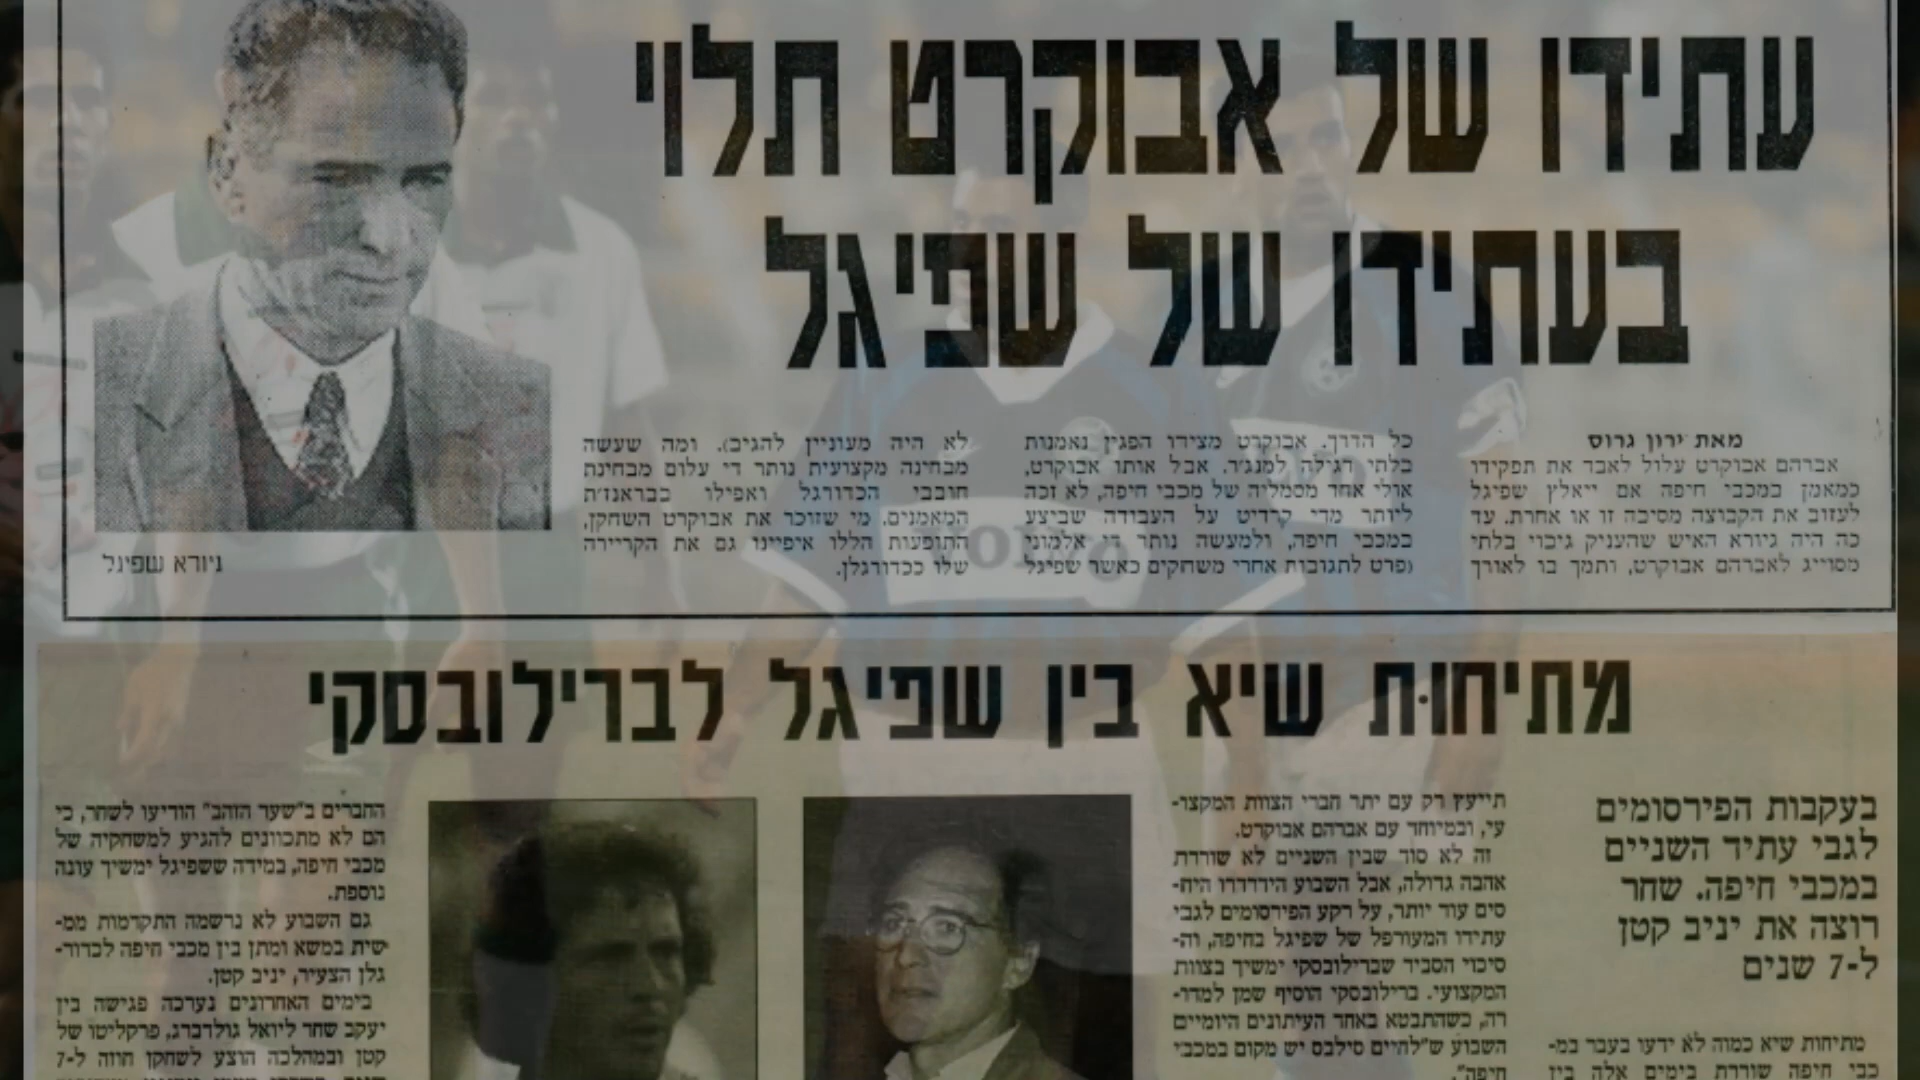 עתידו של אבוקרט תלוי
בעתידו של שפיגל
מאת ירון גרוס
אברהם אבוקרט עלול לאבד את תפקידו
כמאמן במכבי חיפה אם ייאלץ שפיגל
לעזוב את הקבוצה מסיבה זו או אחרת. עד
כה היה גיורא האיש שהעניק גיבוי בלתי
מסוייג לאברהם אבוקרט, ותמך בו לאורך
כל הדרך. אבוקרט מצידו הפגין נאמנות
בלתי רגילה למנג'ר. אבל אותו אבוקרט,
אולי אחד מסמליה של מכבי חיפה, לא זכה
ליותר מדי קרדיט על העבודה שביצע
במכבי חיפה, ולמעשה נותר די אלמוני
(פרט לתגובות אחרי משחקים כאשר שפיגל
לא היה מעוניין להגיב). ומה שעשה
מבחינה מקצועית נותר די עלום מבחינת
חובבי הכדורגל ואפילו בבראנז'ת
המאמנים. מי שזוכר את אבוקרט השחקן,
התופעות הללו איפיינו גם את הקריירה
שלו ככדורגלן.
גיורא שפיגל
מתיחות שיא בין שפיגל לברילובסקי
בעקבות הפירסומים
לגבי עתיד השניים
במכבי חיפה. שחר
רוצה את יניב קטן
ל-7 שנים
מתיחות שיא כמוה לא ידעו בעבר במ-
כבי חיפה שוררת בימים אלה בין
תייעץ רק עם יתר חברי הצוות המקצו-
עי, ובמיוחד עם אברהם אבוקרט.
זה לא סוד שבין השניים לא שוררת
אהבה גדולה, אבל השבוע הידרדרו היח-
סים עוד יותר, על רקע הפירסומים לגבי
עתידו המעורפל של שפיגל בחיפה, וה-
סיכוי הסביר שברילובסקי ימשיך בצוות
המקצועי. ברילובסקי הוסיף שמן למדו-
רה, כשהתבטא באחד העיתונים היומיים
השבוע ש"לחיים סילבס יש מקום במכבי
חיפה".
החברים ב"שער הזהב" הודיעו לשחר, כי
הם לא מתכוונים להגיע למשחקיה של
מכבי חיפה, במידה ששפיגל ימשיך עונה
נוספת.
גם השבוע לא נרשמה התקדמות ממ-
שית במשא ומתן בין מכבי חיפה לכדור-
גלן הצעיר, יניב קטן.
בימים האחרונים נערכה פגישה בין
יעקב שחר ליואל גולדברג, פרקליטו של
קטן ובמהלכה הוצע לשחקן חוזה ל-7